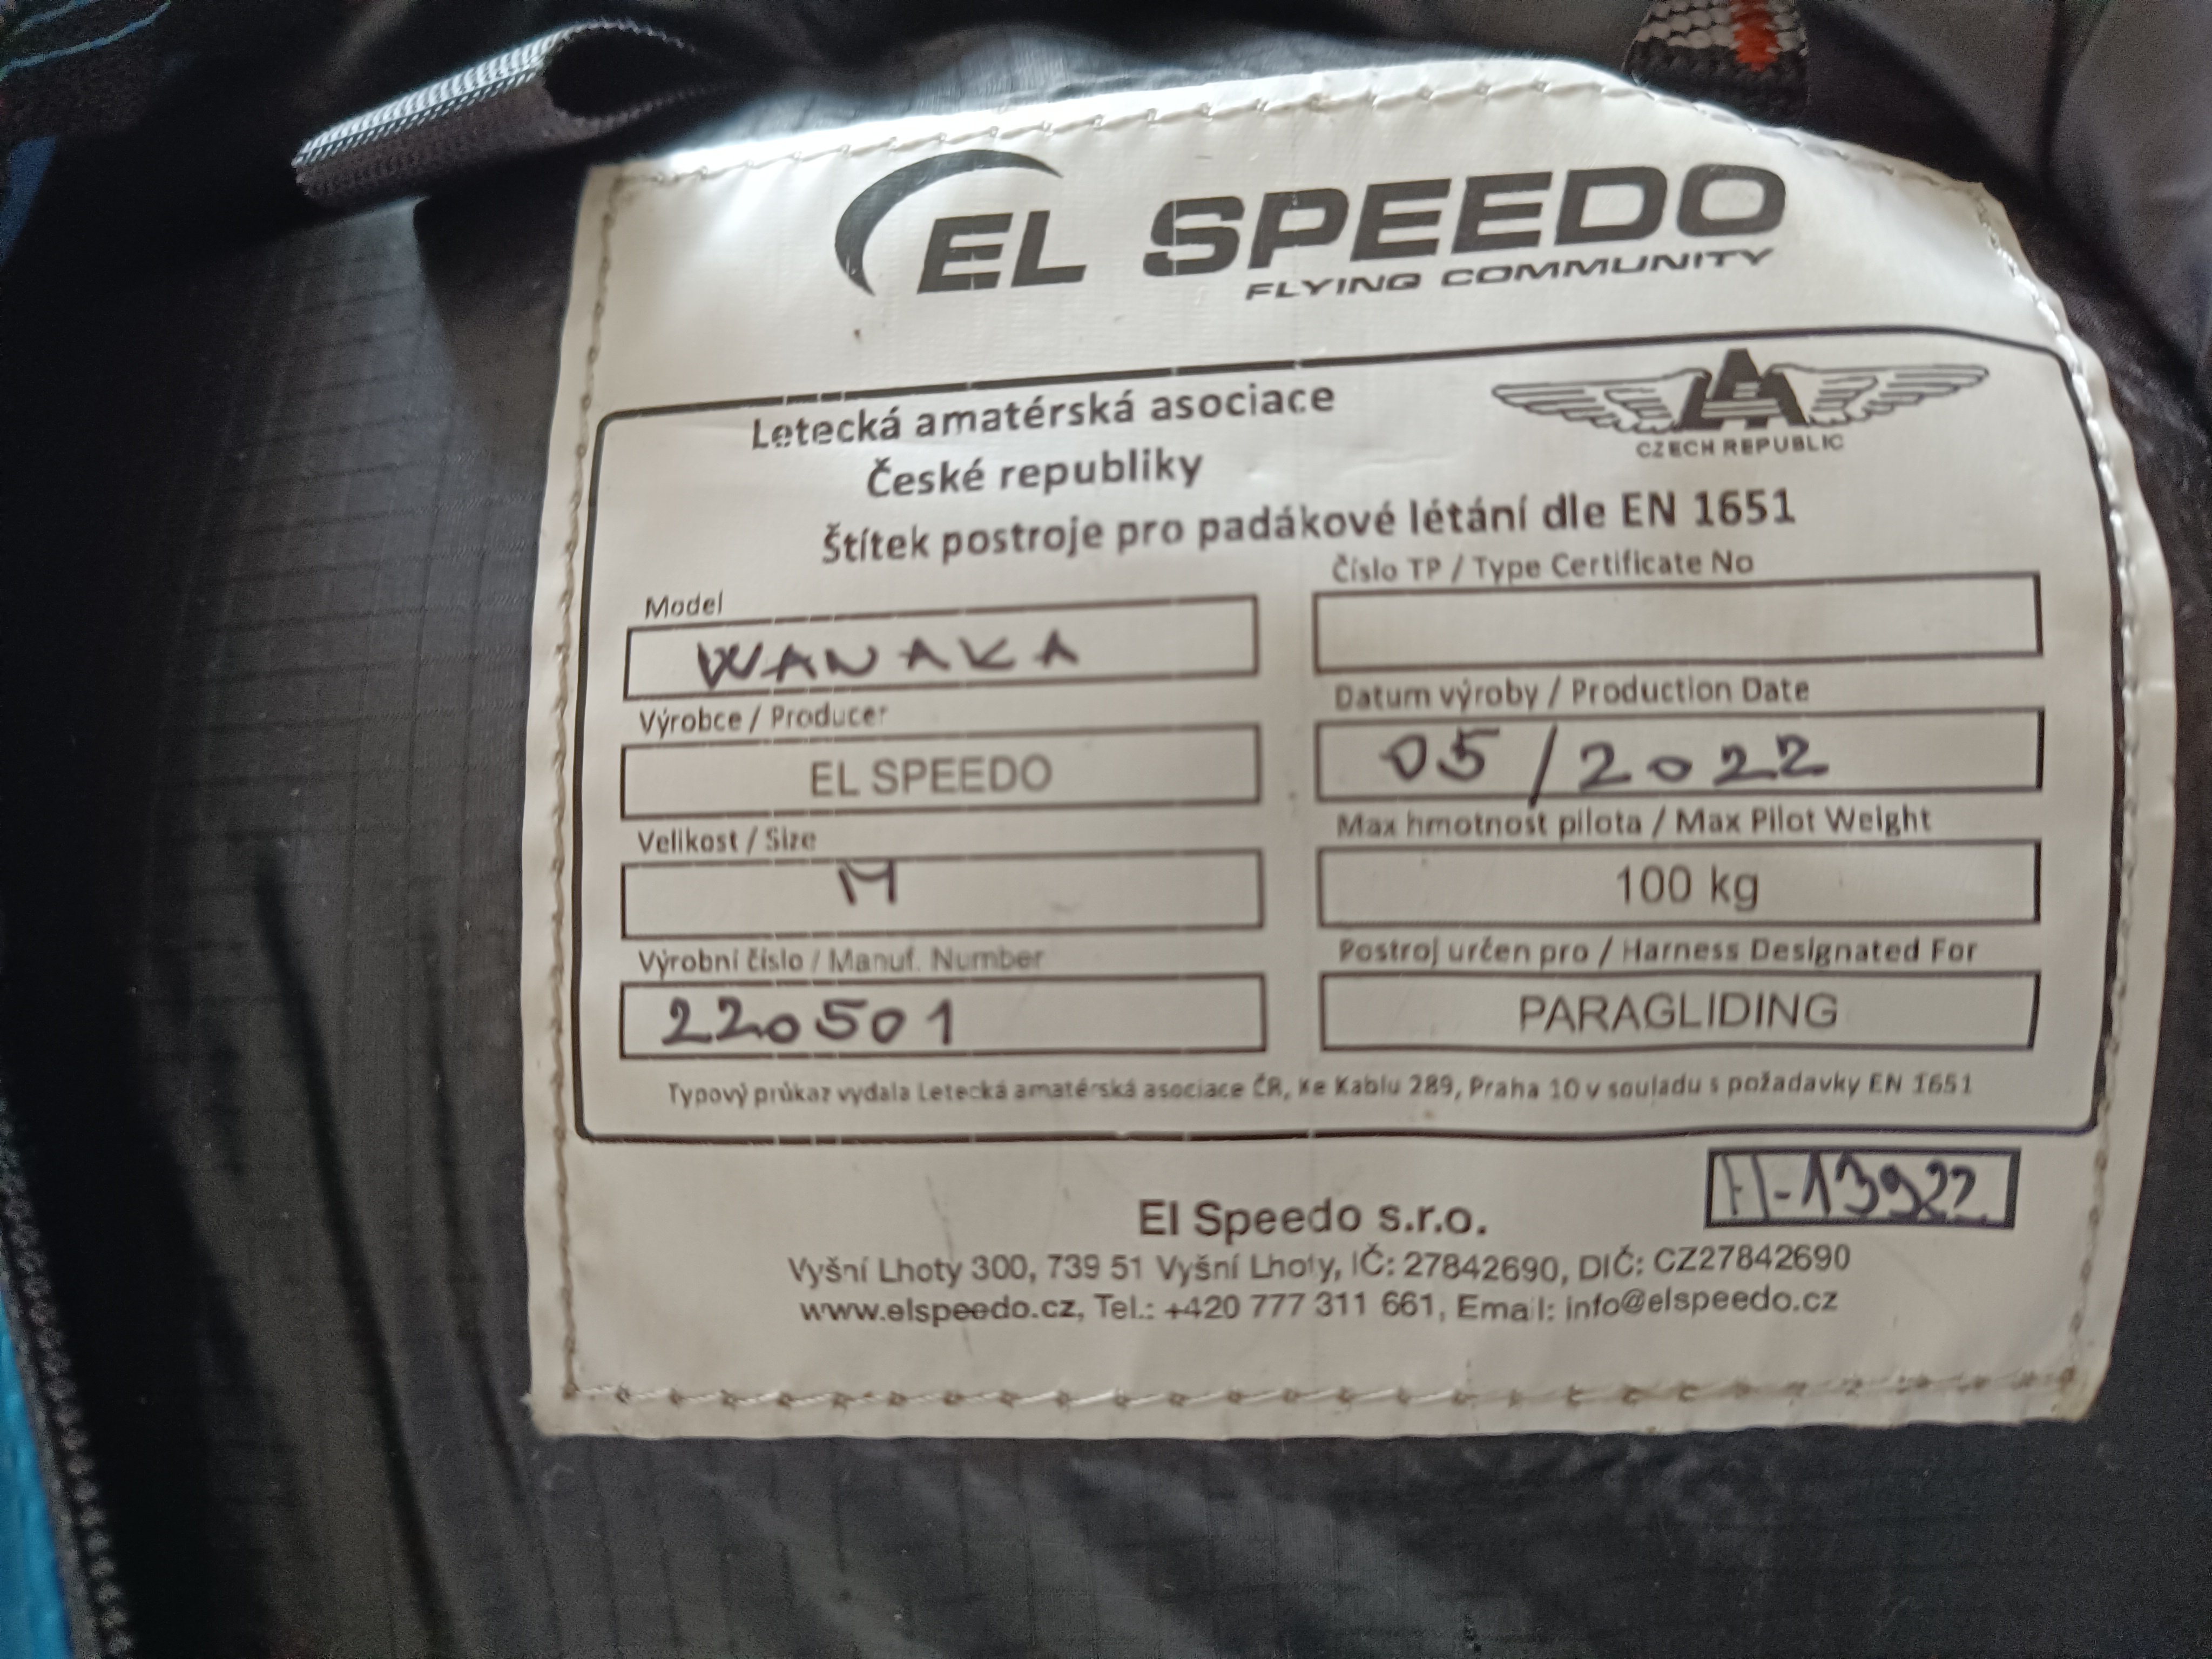 EL SPEEDO
FLYING COMMUNITY
Letecká amatérská asociace
České republiky
CZECH REPUBLIC
Štítek postroje pro padákové létání dle EN 1651
Model
WANAKA
Číslo TP / Type Certificate No
Výrobce / Producer
EL SPEEDO
Datum výroby / Production Date
05/2022
Velikost / Size
M
Max hmotnost pilota / Max Pilot Weight
100 kg
Výrobní číslo / Manuf. Number
220501
Postroj určen pro / Harness Designated For
PARAGLIDING
Typový průkaz vydala Letecká amatérská asociace ČR, Ke Kablu 289, Praha 10 v souladu s požadavky EN 1651
H-13922
El Speedo s.r.o.
Vyšní Lhoty 300, 739 51 Vyšní Lhoty, IČ: 27842690, DIČ: CZ27842690
www.elspeedo.cz, Tel.: +420 777 311 661, Email: info@elspeedo.cz